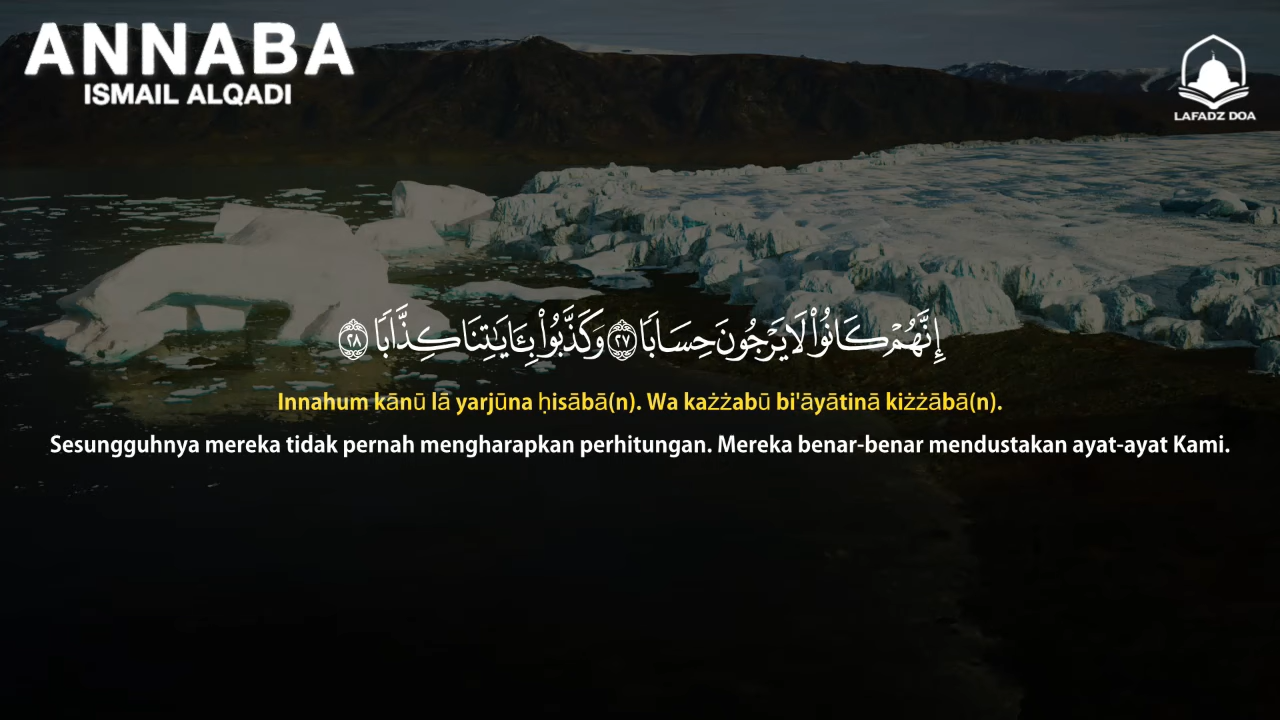 ANNABA
ISMAIL ALQADI
LAFADZ DOA
إِنَّهُمْ كَانُوا۟ لَا يَرْجُونَ حِسَابًا ٢٧ وَكَذَّبُوا۟ بِـَٔايَـٰتِنَا كِذَّابًا ٢٨
Innahum kānū lā yarjūna ḥisābā(n). Wa każżabū bi'āyātinā kiżżābā(n).
Sesungguhnya mereka tidak pernah mengharapkan perhitungan. Mereka benar-benar mendustakan ayat-ayat Kami.